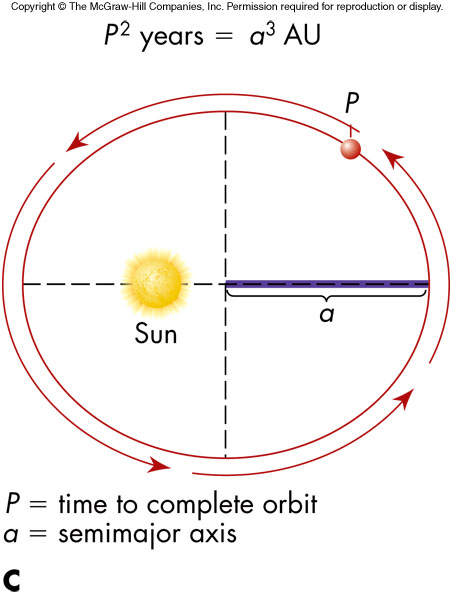 Copyright © The McGraw-Hill Companies, Inc. Permission required for reproduction or display.
P² years = a³ AU
P
Sun
a
P = time to complete orbit
a = semimajor axis
C